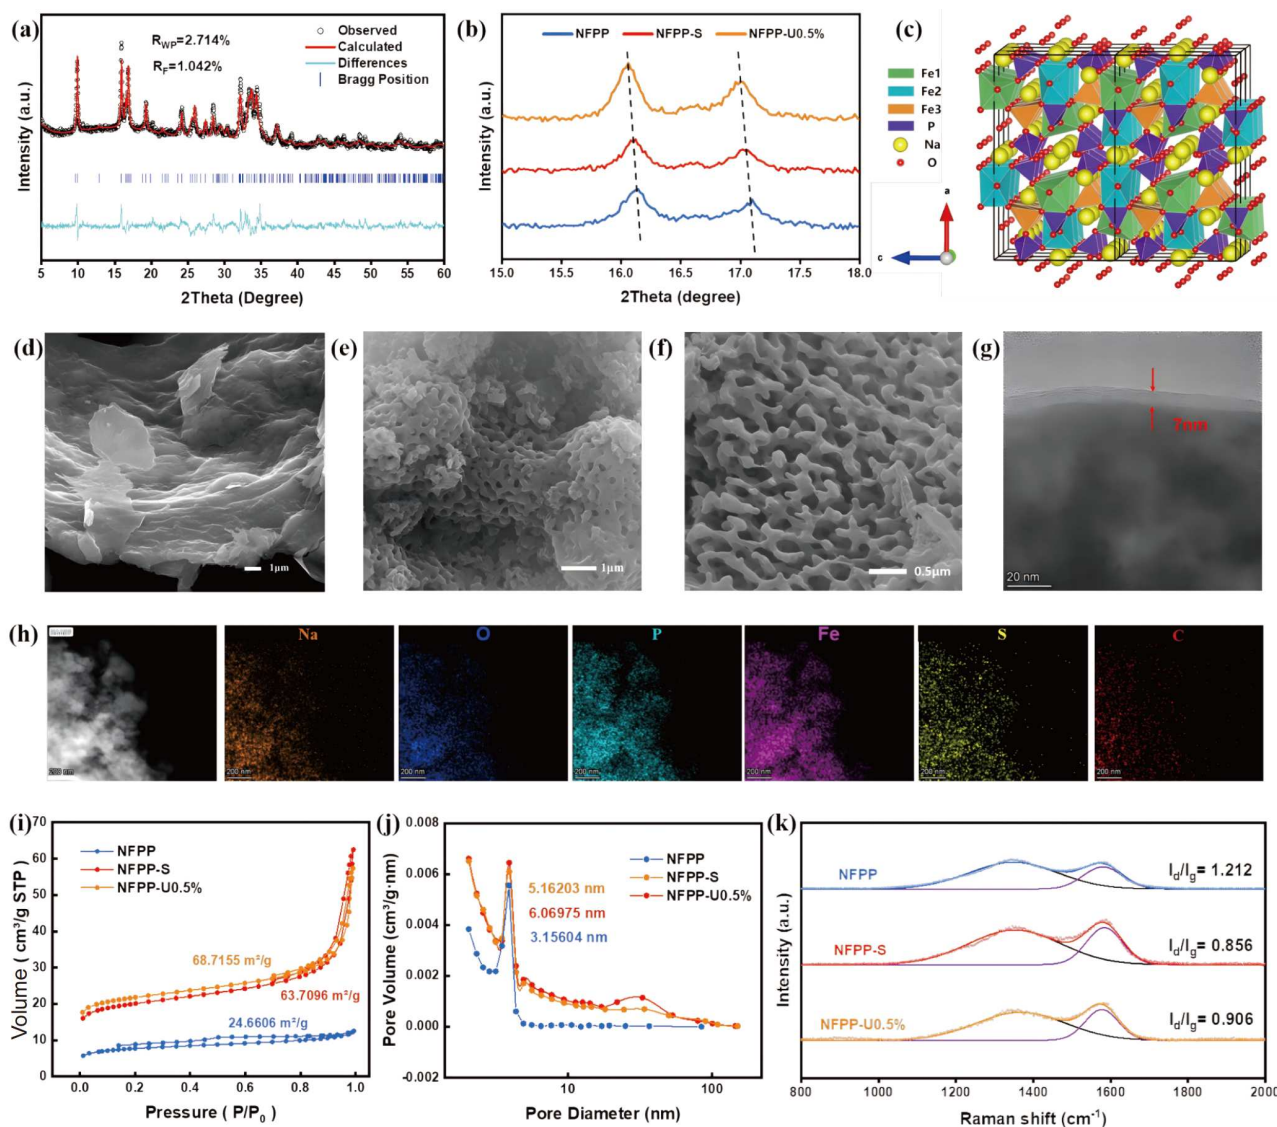 (a)
R_WP=2.714%
R_F=1.042%
Observed
Calculated
Differences
Bragg Position
Intensity (a.u.)
5 10 15 20 25 30 35 40 45 50 55 60
2Theta (Degree)
(b)
NFPP NFPP-S NFPP-U0.5%
Intensity (a.u.)
15.0 15.5 16.0 16.5 17.0 17.5 18.0
2Theta (degree)
(c)
Fe1
Fe2
Fe3
P
Na
O
a
c
(d)
1μm
(e)
1μm
(f)
0.5μm
(g)
7nm
20 nm
(h)
Na O P Fe S C
200 nm 200 nm 200 nm 200 nm 200 nm 200 nm 200 nm
(i)
NFPP
NFPP-S
NFPP-U0.5%
68.7155 m²/g
63.7096 m²/g
24.6606 m²/g
Volume ( cm³/g STP )
70
60
50
40
30
20
10
0
0.0 0.2 0.4 0.6 0.8 1.0
Pressure ( P/P₀ )
(j)
NFPP
NFPP-S
NFPP-U0.5%
5.16203 nm
6.06975 nm
3.15604 nm
Pore Volume ( cm³/g·nm)
0.008
0.006
0.004
0.002
0.000
-0.002
10 100
Pore Diameter (nm)
(k)
NFPP
I_d/I_g= 1.212
NFPP-S
I_d/I_g= 0.856
NFPP-U0.5%
I_d/I_g= 0.906
Intensity (a.u.)
800 1000 1200 1400 1600 1800 2000
Raman shift (cm⁻¹)